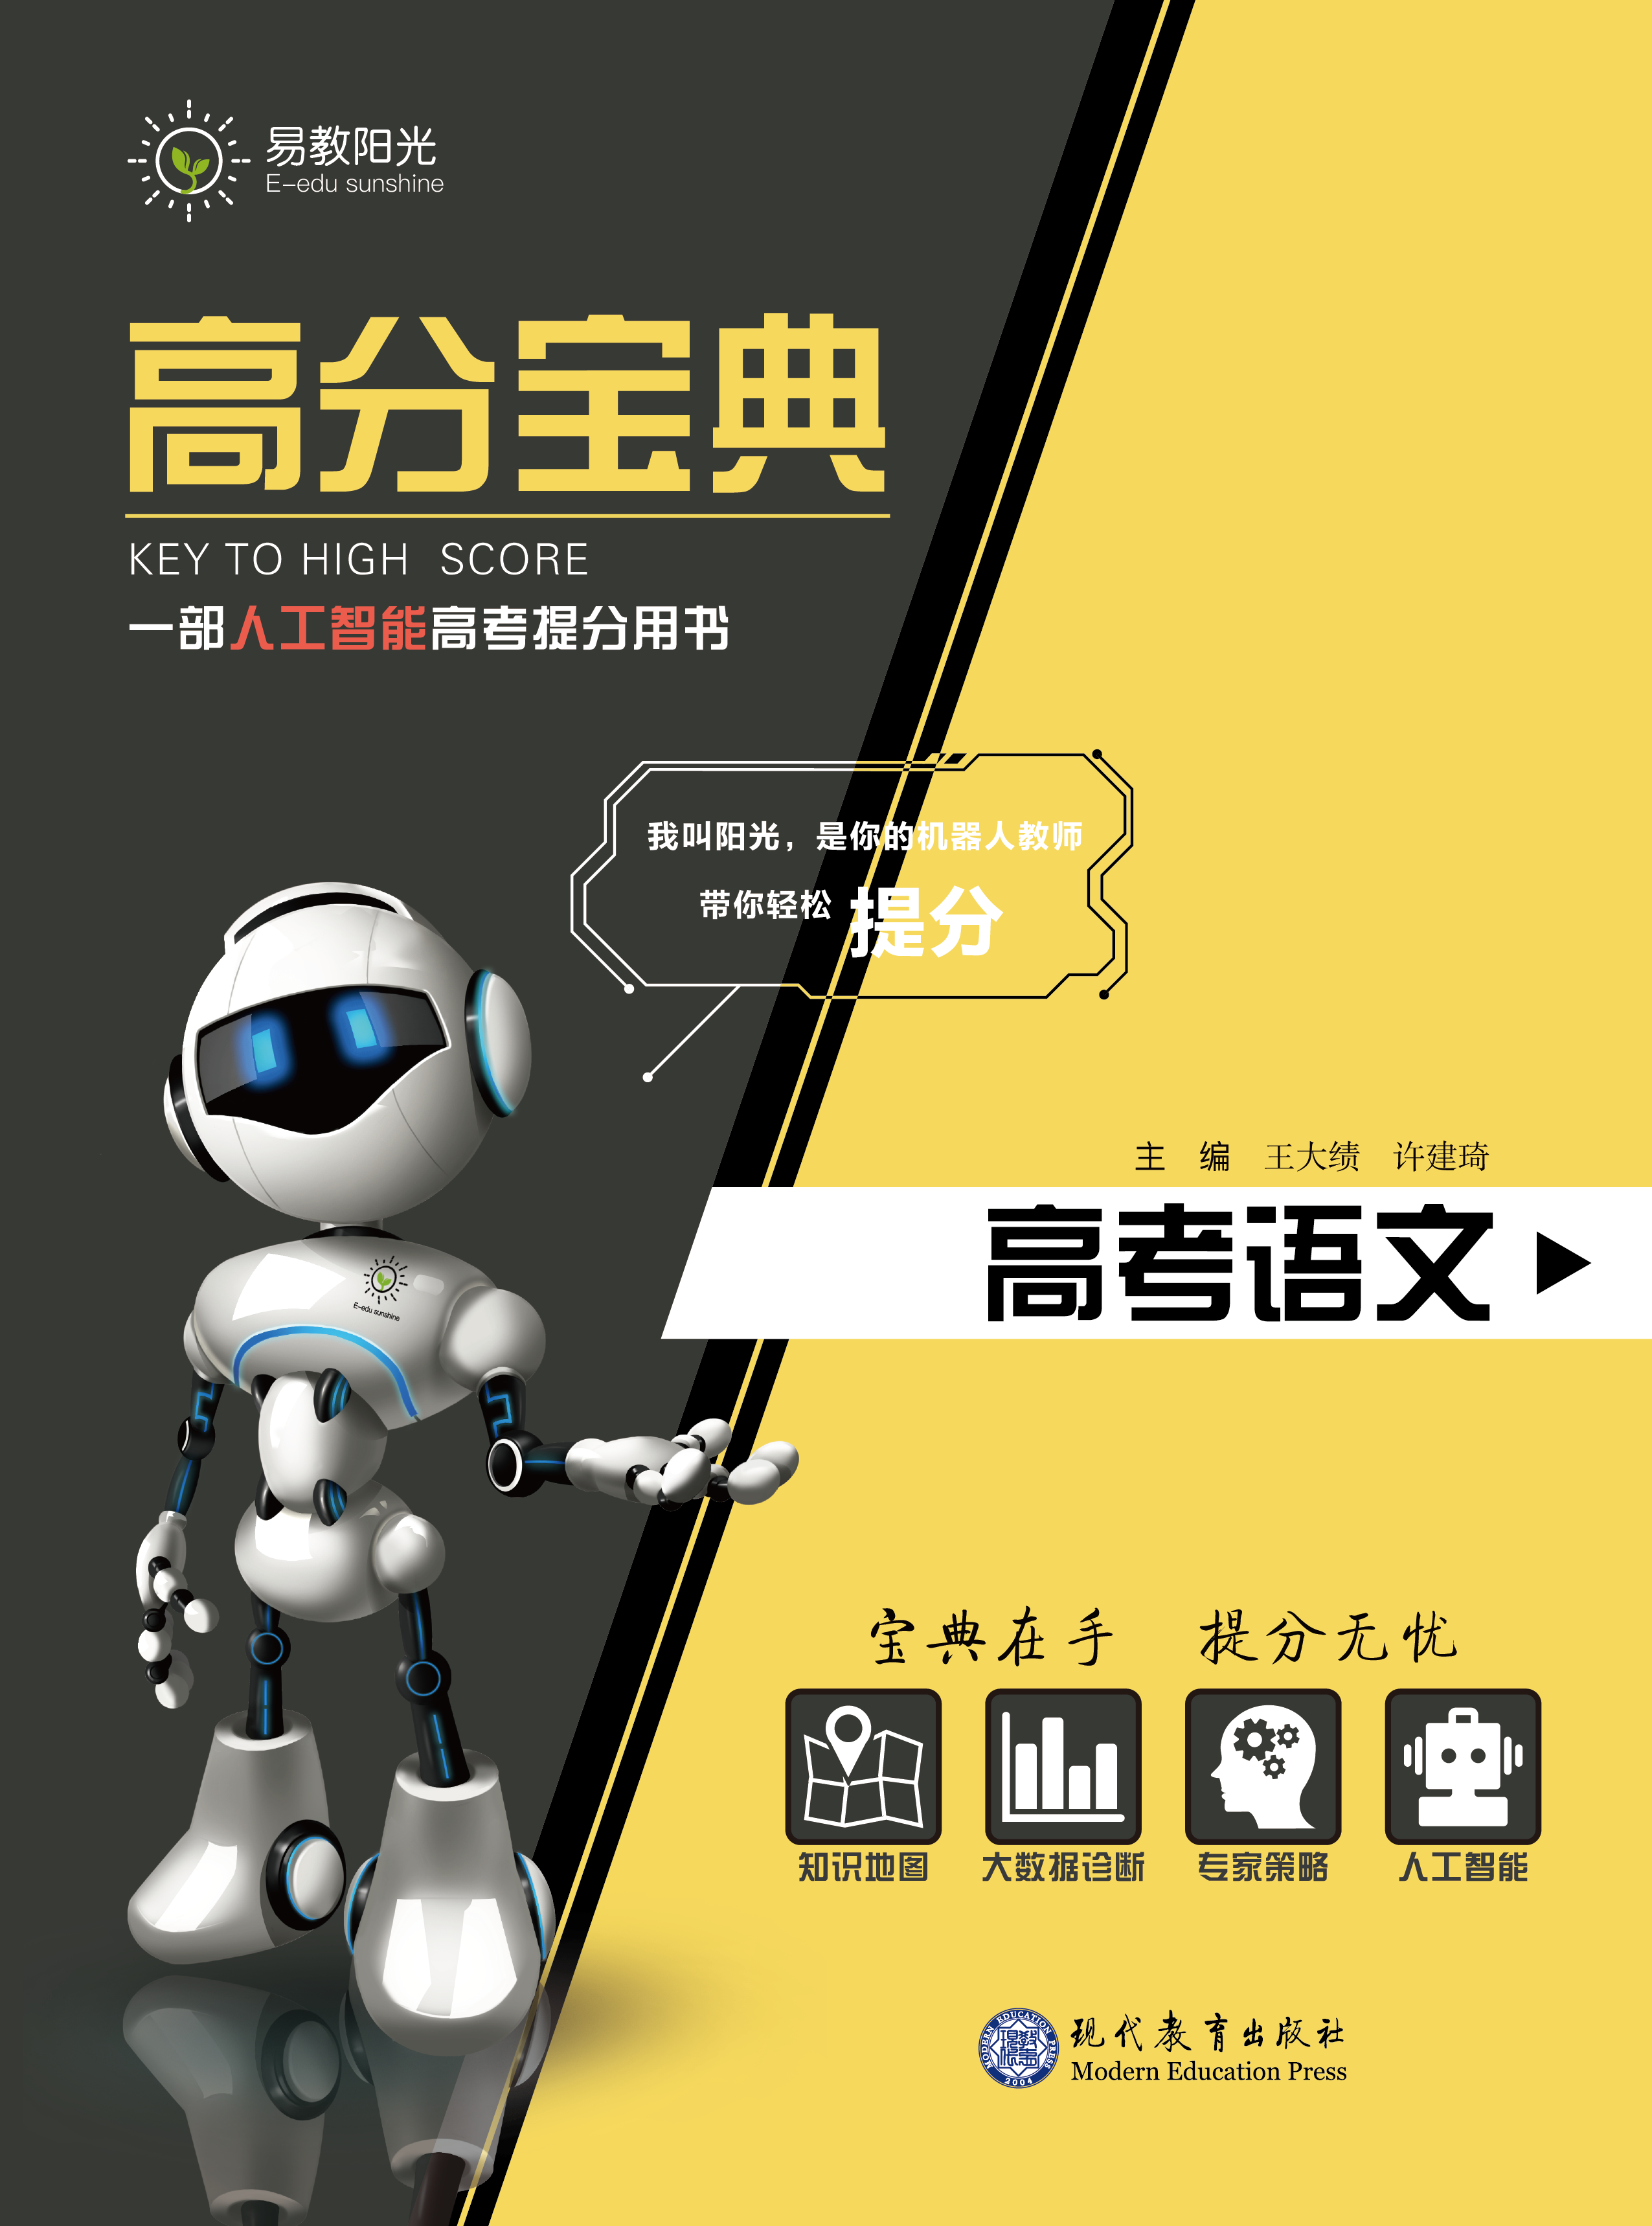 易教阳光
E-edu sunshine
高分宝典
KEY TO HIGH SCORE
一部人工智能高考提分用书
我叫阳光，是你的机器人教师
带你轻松 提分
主 编 王大绩 许建琦
高考语文
E-edu sunshine
宝典在手 提分无忧
知识地图 大数据诊断 专家策略 人工智能
MODERN EDUCATION PRESS
2004
现代教育出版社
Modern Education Press